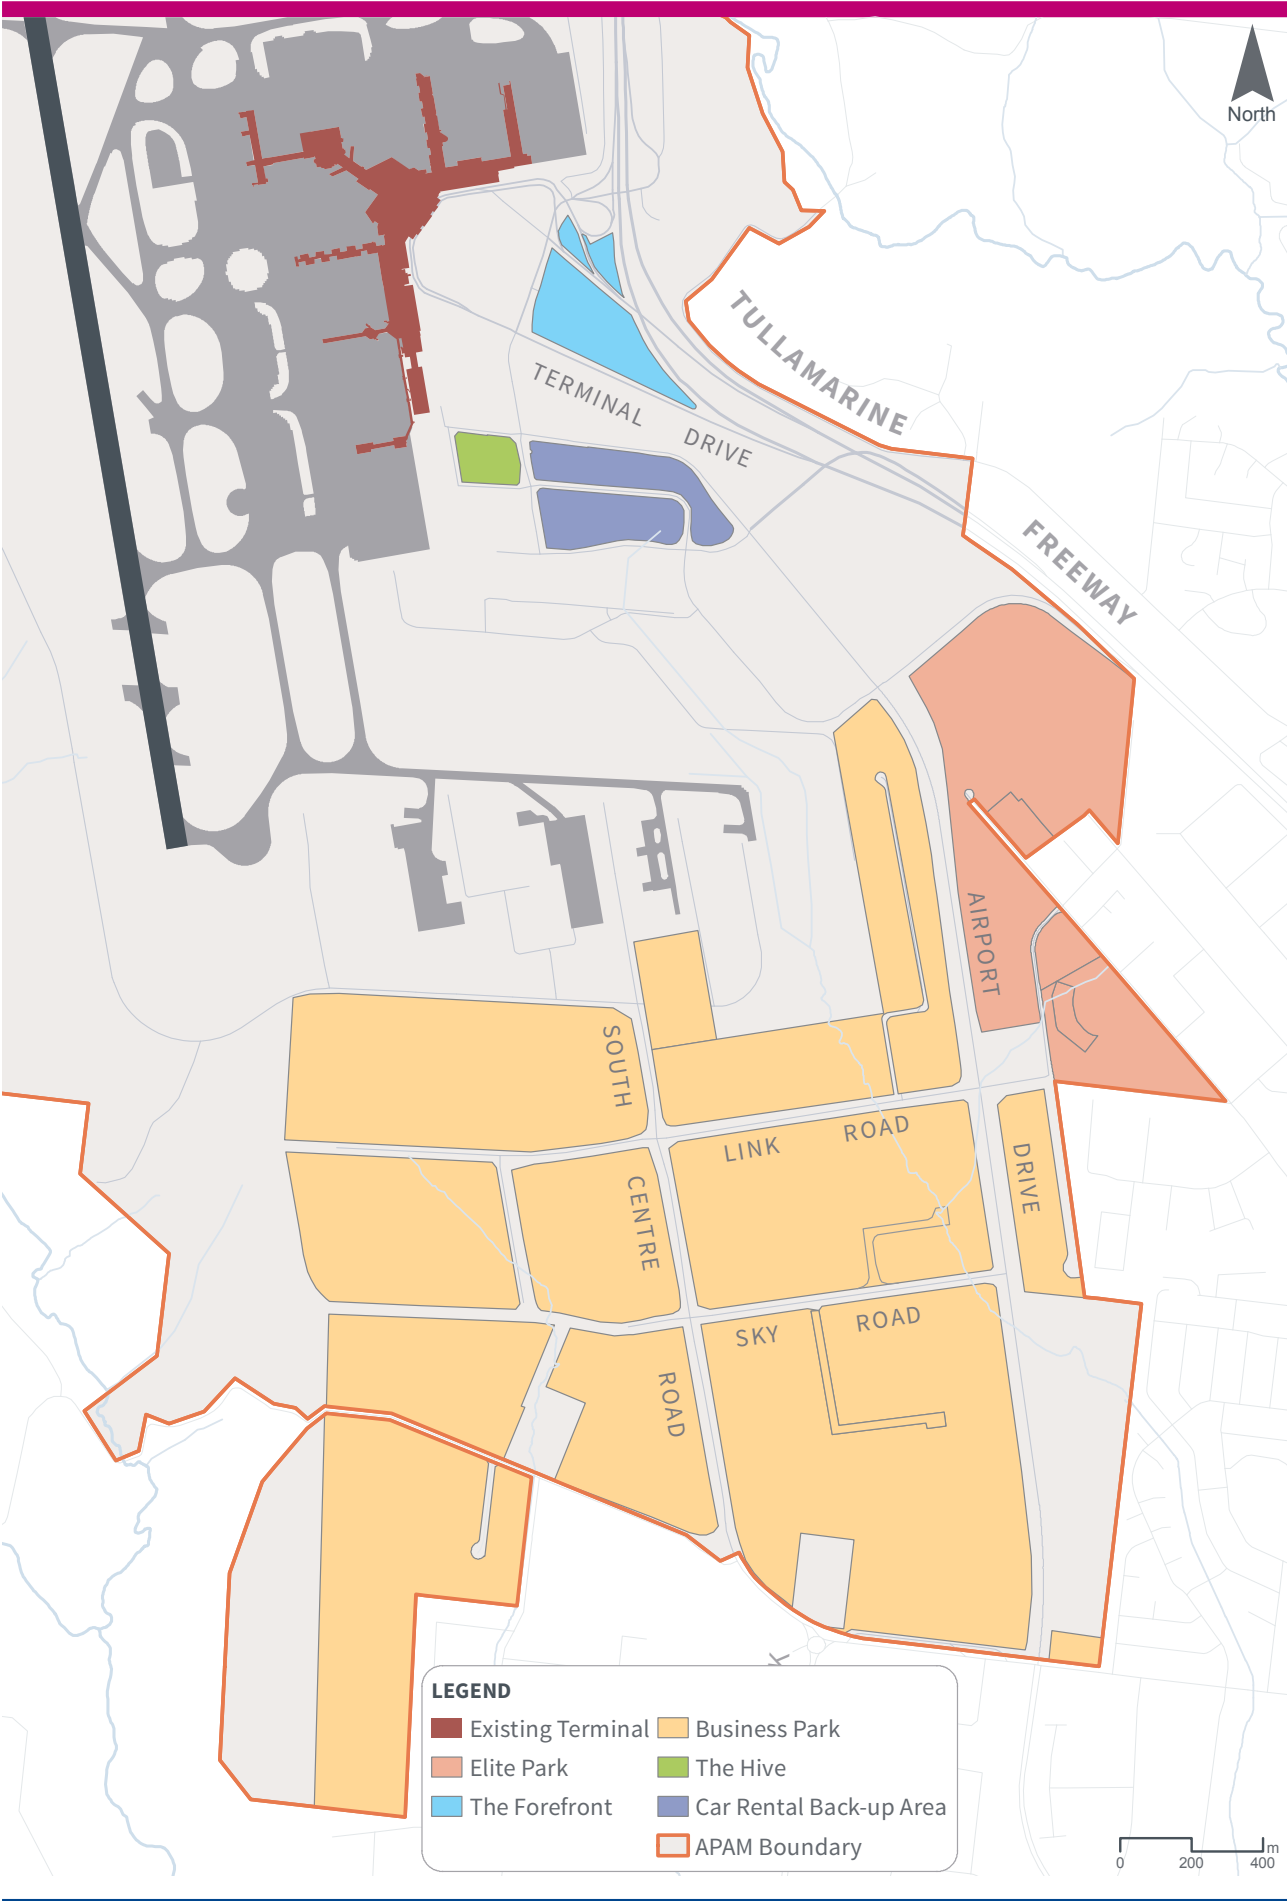 North
TULLAMARINE
FREEWAY
TERMINAL DRIVE
AIRPORT
DRIVE
SOUTH
CENTRE
ROAD
LINK ROAD
SKY ROAD
K
LEGEND
Existing Terminal
Business Park
Elite Park
The Hive
The Forefront
Car Rental Back-up Area
APAM Boundary
0 200 400 m